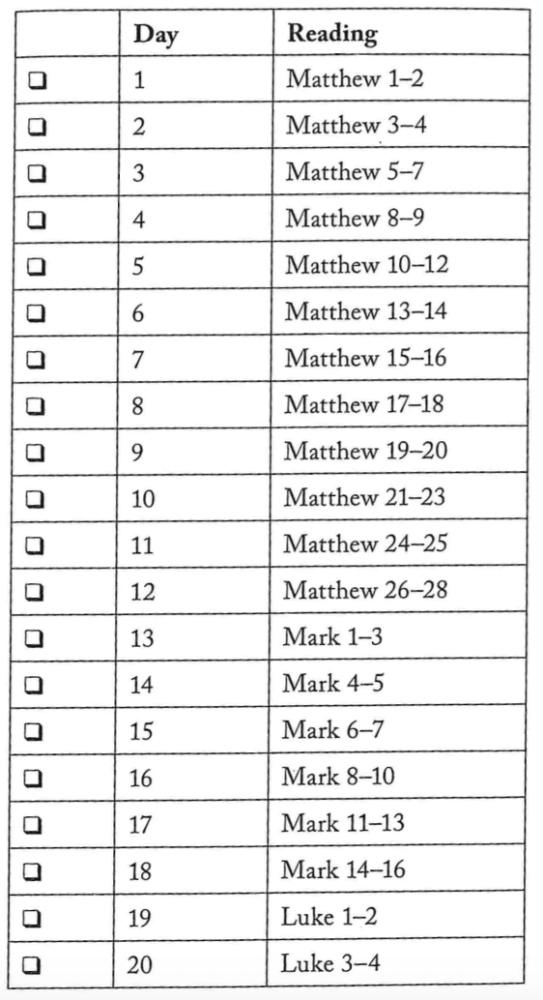 Day Reading
❏ 1 Matthew 1–2
❏ 2 Matthew 3–4
❏ 3 Matthew 5–7
❏ 4 Matthew 8–9
❏ 5 Matthew 10–12
❏ 6 Matthew 13–14
❏ 7 Matthew 15–16
❏ 8 Matthew 17–18
❏ 9 Matthew 19–20
❏ 10 Matthew 21–23
❏ 11 Matthew 24–25
❏ 12 Matthew 26–28
❏ 13 Mark 1–3
❏ 14 Mark 4–5
❏ 15 Mark 6–7
❏ 16 Mark 8–10
❏ 17 Mark 11–13
❏ 18 Mark 14–16
❏ 19 Luke 1–2
❏ 20 Luke 3–4